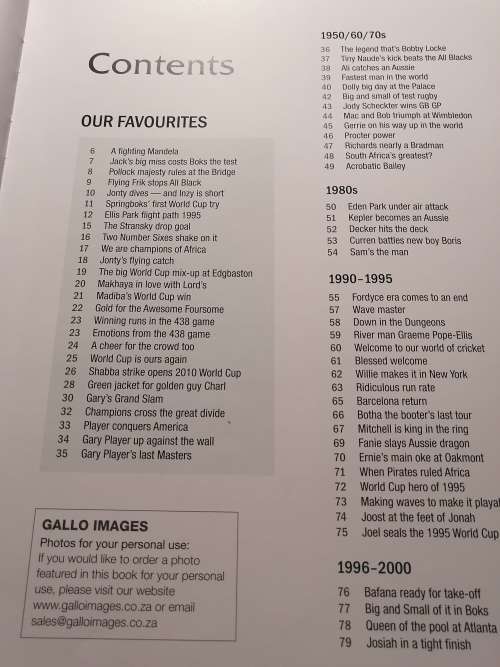 Contents
OUR FAVOURITES
6 A fighting Mandela
7 Jack's big miss costs Boks the test
8 Pollock majesty rules at the Bridge
9 Flying Frik stops All Black
10 Jonty dives — and Inzy is short
11 Springboks' first World Cup try
12 Ellis Park flight path 1995
15 The Stransky drop goal
16 Two Number Sixes shake on it
17 We are champions of Africa
18 Jonty's flying catch
19 The big World Cup mix-up at Edgbaston
20 Makhaya in love with Lord's
21 Madiba's World Cup win
22 Gold for the Awesome Foursome
23 Winning runs in the 438 game
23 Emotions from the 438 game
24 A cheer for the crowd too
25 World Cup is ours again
26 Shabba strike opens 2010 World Cup
28 Green jacket for golden guy Charl
30 Gary's Grand Slam
32 Champions cross the great divide
33 Player conquers America
34 Gary Player up against the wall
35 Gary Player's last Masters
GALLO IMAGES
Photos for your personal use:
If you would like to order a photo
featured in this book for your personal
use, please visit our website
www.galloimages.co.za or email
sales@galloimages.co.za
1950/60/70s
36 The legend that's Bobby Locke
37 Tiny Naude's kick beats the All Blacks
38 Ali catches an Aussie
39 Fastest man in the world
40 Dolly big day at the Palace
42 Big and small of test rugby
43 Jody Scheckter wins GB GP
44 Mac and Bob triumph at Wimbledon
45 Gerrie on his way up in the world
46 Procter power
47 Richards nearly a Bradman
48 South Africa's greatest?
49 Acrobatic Bailey
1980s
50 Eden Park under air attack
51 Kepler becomes an Aussie
52 Decker hits the deck
53 Curren battles new boy Boris
54 Sam's the man
1990–1995
55 Fordyce era comes to an end
57 Wave master
58 Down in the Dungeons
59 River man Graeme Pope-Ellis
60 Welcome to our world of cricket
61 Blessed welcome
62 Willie makes it in New York
63 Ridiculous run rate
65 Barcelona return
66 Botha the booter's last tour
67 Mitchell is king in the ring
69 Fanie slays Aussie dragon
70 Ernie's main oke at Oakmont
71 When Pirates ruled Africa
72 World Cup hero of 1995
73 Making waves to make it
74 Joost at the feet of Jonah
75 Joel seals the 1995 World Cup
1996–2000
76 Bafana ready for take-off
77 Big and Small of it in Boks
78 Queen of the pool at Atlanta
79 Josiah in a tight finish